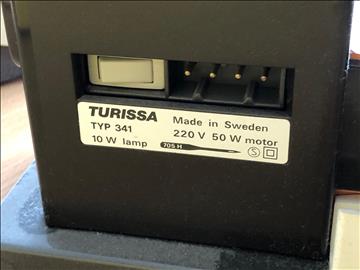 TURISSA Made in Sweden
TYP 341 220 V 50 W motor
10 W lamp 705 H S